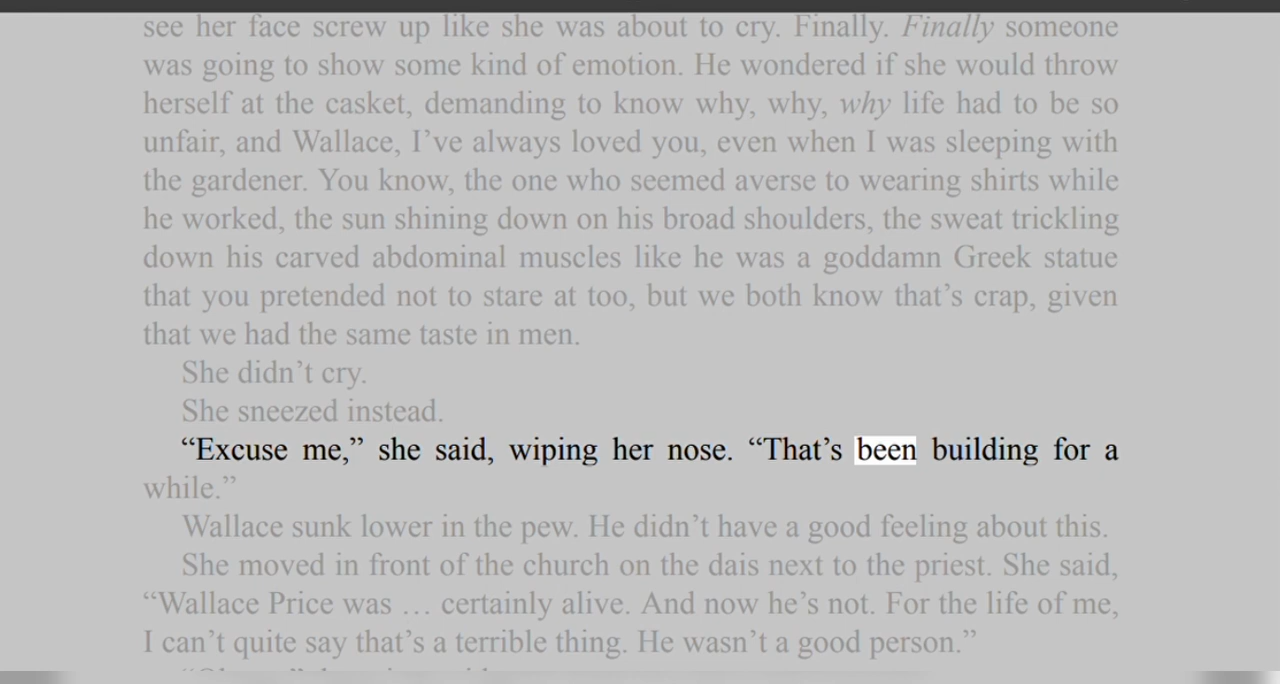 see her face screw up like she was about to cry. Finally. Finally someone
was going to show some kind of emotion. He wondered if she would throw
herself at the casket, demanding to know why, why, why life had to be so
unfair, and Wallace, I’ve always loved you, even when I was sleeping with
the gardener. You know, the one who seemed averse to wearing shirts while
he worked, the sun shining down on his broad shoulders, the sweat trickling
down his carved abdominal muscles like he was a goddamn Greek statue
that you pretended not to stare at too, but we both know that’s crap, given
that we had the same taste in men.
She didn’t cry.
She sneezed instead.
“Excuse me,” she said, wiping her nose. “That’s been building for a
while.”
Wallace sunk lower in the pew. He didn’t have a good feeling about this.
She moved in front of the church on the dais next to the priest. She said,
“Wallace Price was … certainly alive. And now he’s not. For the life of me,
I can’t quite say that’s a terrible thing. He wasn’t a good person.”